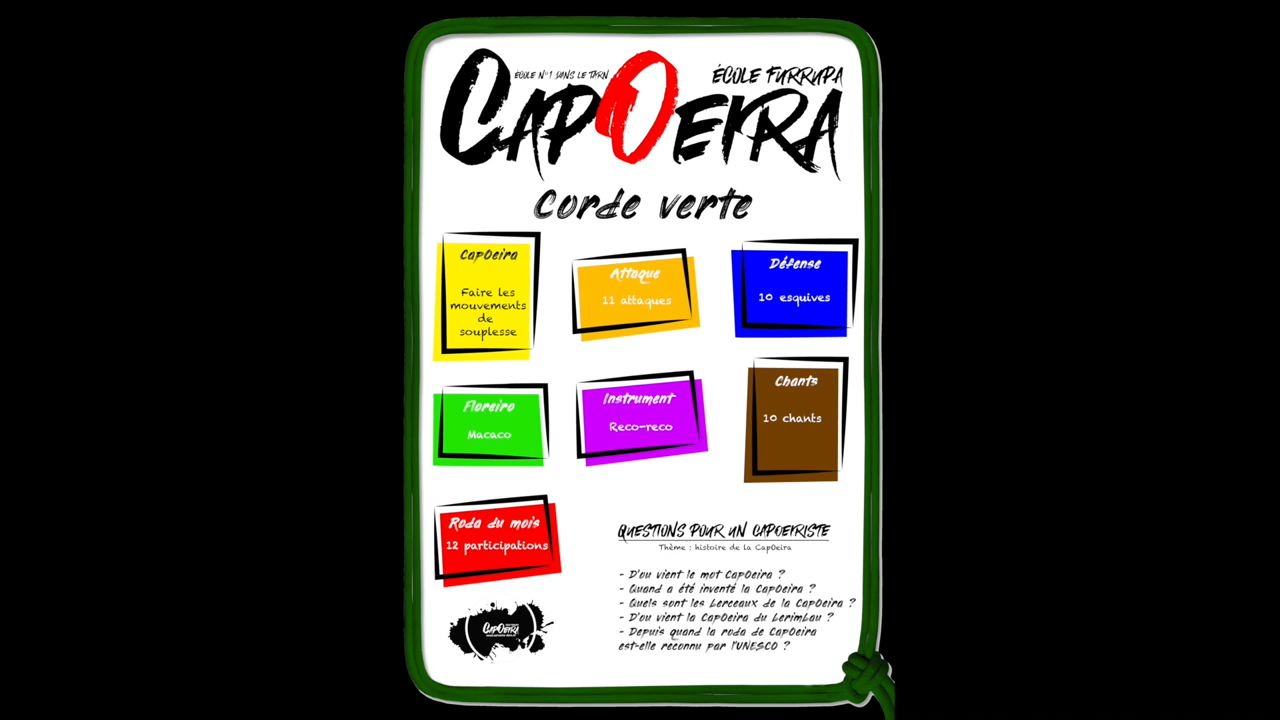 ÉCOLE N°1 DANS LE TARN
ÉCOLE FURRUPA
CAPOEIRA
Corde verte
CapOeira
Faire les
mouvements
de
souplesse
Attaque
11 attaques
Défense
10 esquives
Floreiro
Macaco
Instrument
Reco-reco
Chants
10 chants
Roda du mois
12 participations
QUESTIONS POUR UN CAPOEIRISTE
Thème : histoire de la CapOeira
- D'ou vient le mot CapOeira ?
- Quand a été inventé la CapOeira ?
- Quels sont les berceaux de la CapOeira ?
- D'ou vient la CapOeira du berimbau ?
- Depuis quand la roda de CapOeira
est-elle reconnu par l'UNESCO ?
CAPOEIRA